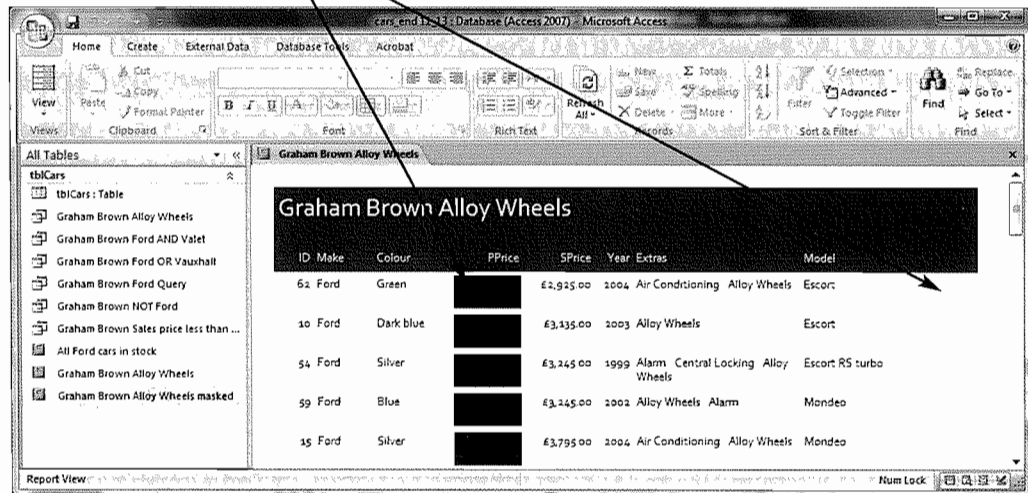 cars_end 12_13 : Database (Access 2007) Microsoft Access
Home Create External Data Database Tools Acrobat
View
Views
Paste
Cut
Copy
Format Painter
Clipboard
B I U A
Font
Rich Text
Refresh
All
New
Save
Delete
Σ Totals
Spelling
More
Records
Filter
Selection
Advanced
Toggle Filter
Sort & Filter
Find
Replace
Go To
Select
Find
All Tables
tblCars
tblCars : Table
Graham Brown Alloy Wheels
Graham Brown Ford AND Valet
Graham Brown Ford OR Vauxhall
Graham Brown Ford Query
Graham Brown NOT Ford
Graham Brown Sales price less than ...
All Ford cars in stock
Graham Brown Alloy Wheels
Graham Brown Alloy Wheels masked
Graham Brown Alloy Wheels
Graham Brown Alloy Wheels
ID Make Colour PPrice SPrice Year Extras Model
62 Ford Green £2,925.00 2004 Air Conditioning Alloy Wheels Escort
10 Ford Dark blue £3,135.00 2003 Alloy Wheels Escort
54 Ford Silver £3,245.00 1999 Alarm Central Locking Alloy Escort RS turbo
Wheels
59 Ford Blue £3,245.00 2002 Alloy Wheels Alarm Mondeo
15 Ford Silver £3,795.00 2004 Air Conditioning Alloy Wheels Mondeo
Report View Num Lock